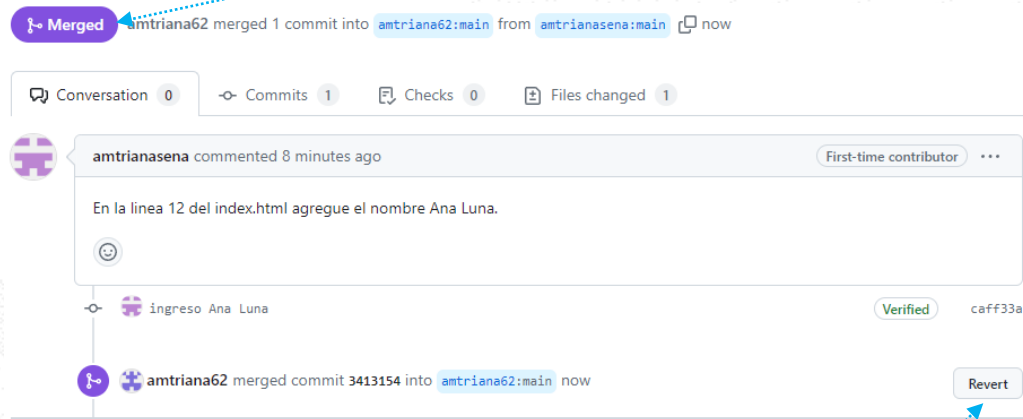 Merged amtriana62 merged 1 commit into amtriana62:main from amtrianasena:main now
Conversation 0 Commits 1 Checks 0 Files changed 1
amtrianasena commented 8 minutes ago First-time contributor
En la linea 12 del index.html agregue el nombre Ana Luna.
ingreso Ana Luna Verified caff33a
amtriana62 merged commit 3413154 into amtriana62:main now Revert